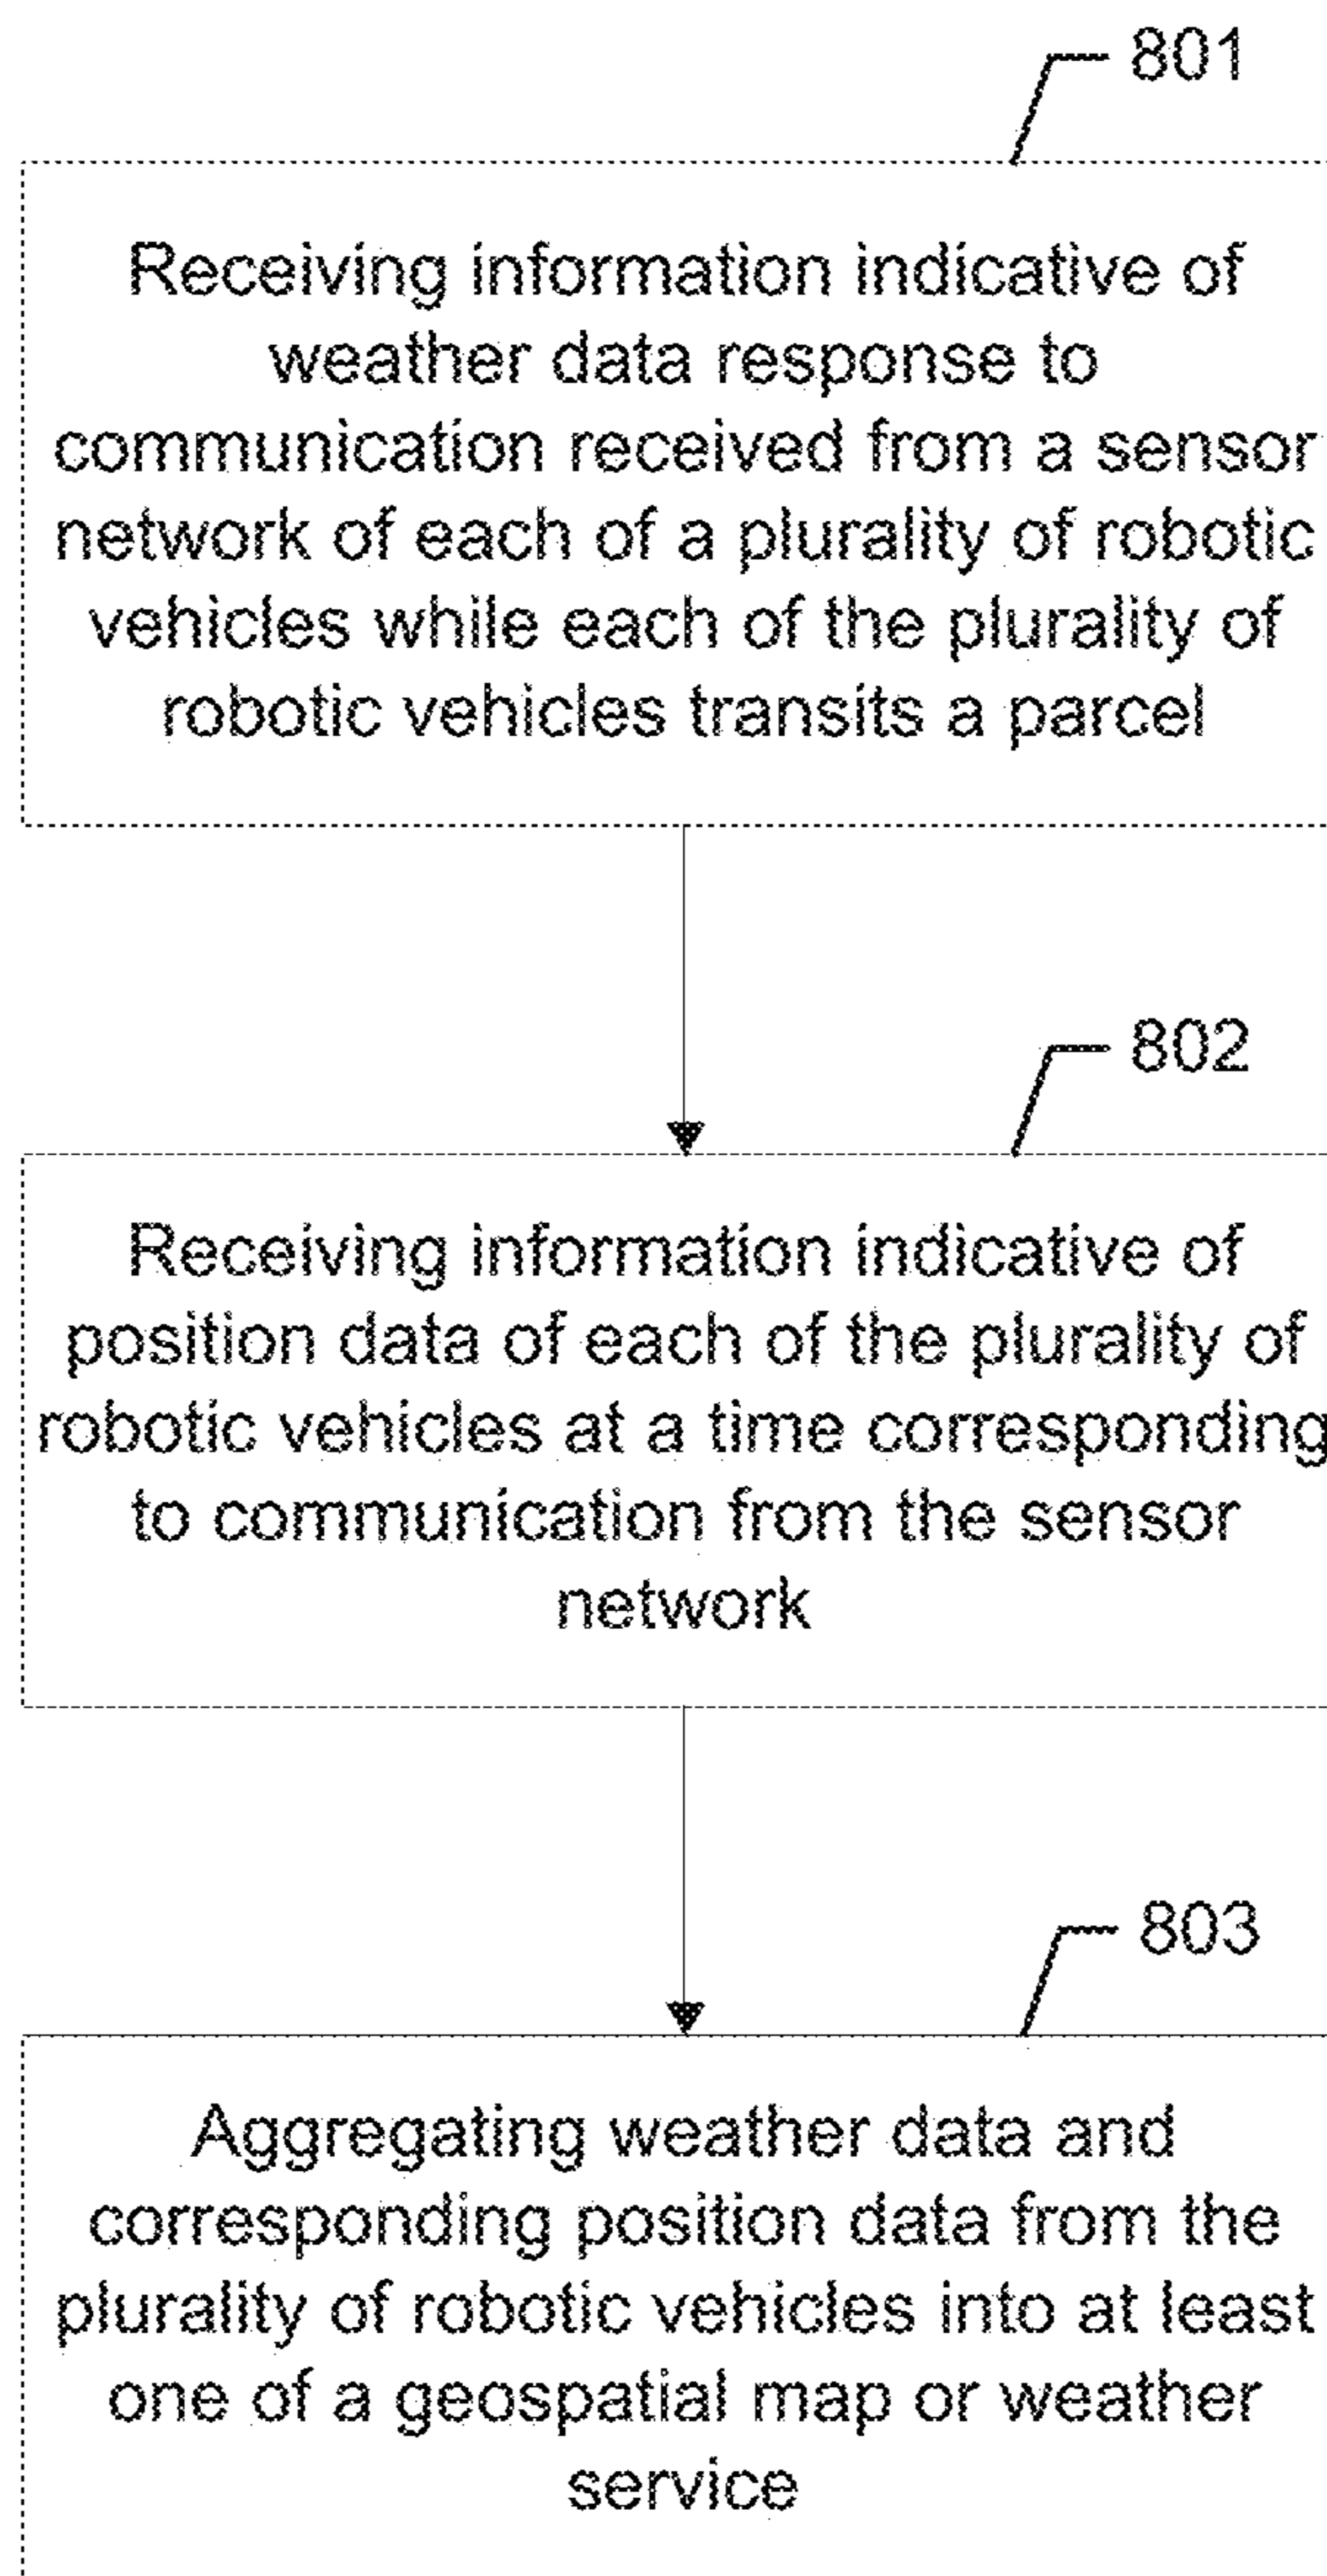 801
Receiving information indicative of
weather data response to
communication received from a sensor
network of each of a plurality of robotic
vehicles while each of the plurality of
robotic vehicles transits a parcel
802
Receiving information indicative of
position data of each of the plurality of
robotic vehicles at a time corresponding
to communication from the sensor
network
803
Aggregating weather data and
corresponding position data from the
plurality of robotic vehicles into at least
one of a geospatial map or weather
service